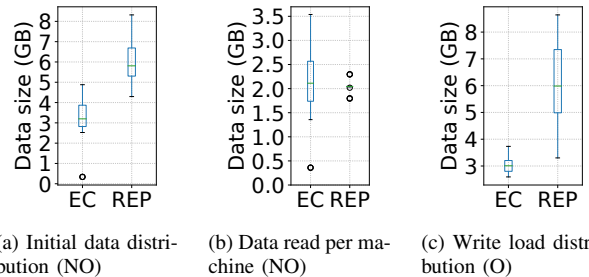 Data size (GB)
8
7
6
5
4
3
2
1
0
EC REP
Data size (GB)
3.5
3.0
2.5
2.0
1.5
1.0
0.5
0.0
EC REP
Data size (GB)
8
7
6
5
4
3
EC REP
(a) Initial data distri-
bution (NO)
(b) Data read per ma-
chine (NO)
(c) Write load distri-
bution (O)